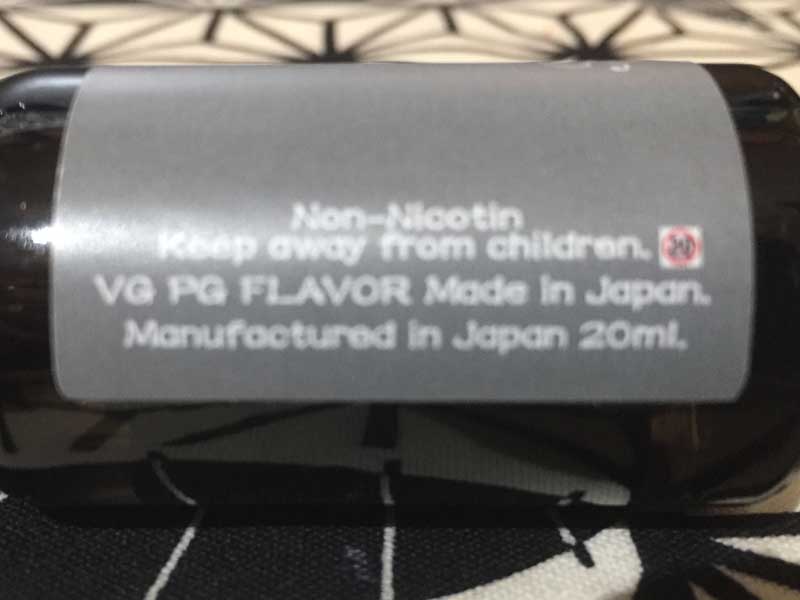 Non-Nicotin
Keep away from children.
VG PG FLAVOR Made in Japan.
Manufactured in Japan 20ml.